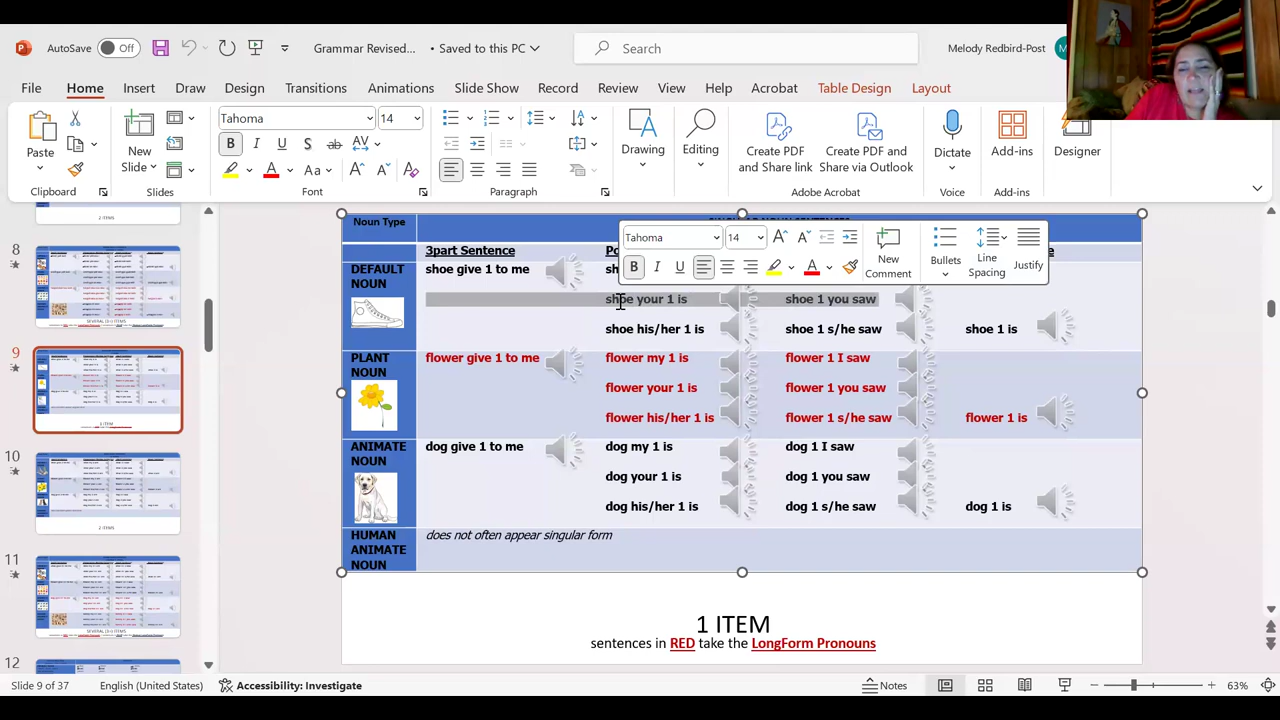 AutoSave Off Grammar Revised... • Saved to this PC Search Melody Redbird-Post
File Home Insert Draw Design Transitions Animations Slide Show Record Review View Help Acrobat Table Design Layout
Tahoma 14
Paste New Slide Drawing Editing Create PDF and Share link Create PDF and Share via Outlook Dictate Add-ins Designer
Clipboard Slides Font Paragraph Adobe Acrobat Voice Add-ins
2 ITEMS
8
9
1 ITEM
10
2 ITEMS
11
12
Noun Type
3part Sentence
Tahoma 14
New Comment Bullets Line Spacing Justify
DEFAULT NOUN
shoe give 1 to me
shoe your 1 is shoe 1 you saw
shoe his/her 1 is shoe 1 s/he saw shoe 1 is
PLANT NOUN
flower give 1 to me flower my 1 is flower 1 I saw
flower your 1 is flower 1 you saw
flower his/her 1 is flower 1 s/he saw flower 1 is
ANIMATE NOUN
dog give 1 to me dog my 1 is dog 1 I saw
dog your 1 is dog 1 you saw
dog his/her 1 is dog 1 s/he saw dog 1 is
HUMAN ANIMATE NOUN
does not often appear singular form
1 ITEM
sentences in RED take the LongForm Pronouns
Slide 9 of 37 English (United States) Accessibility: Investigate Notes 63%